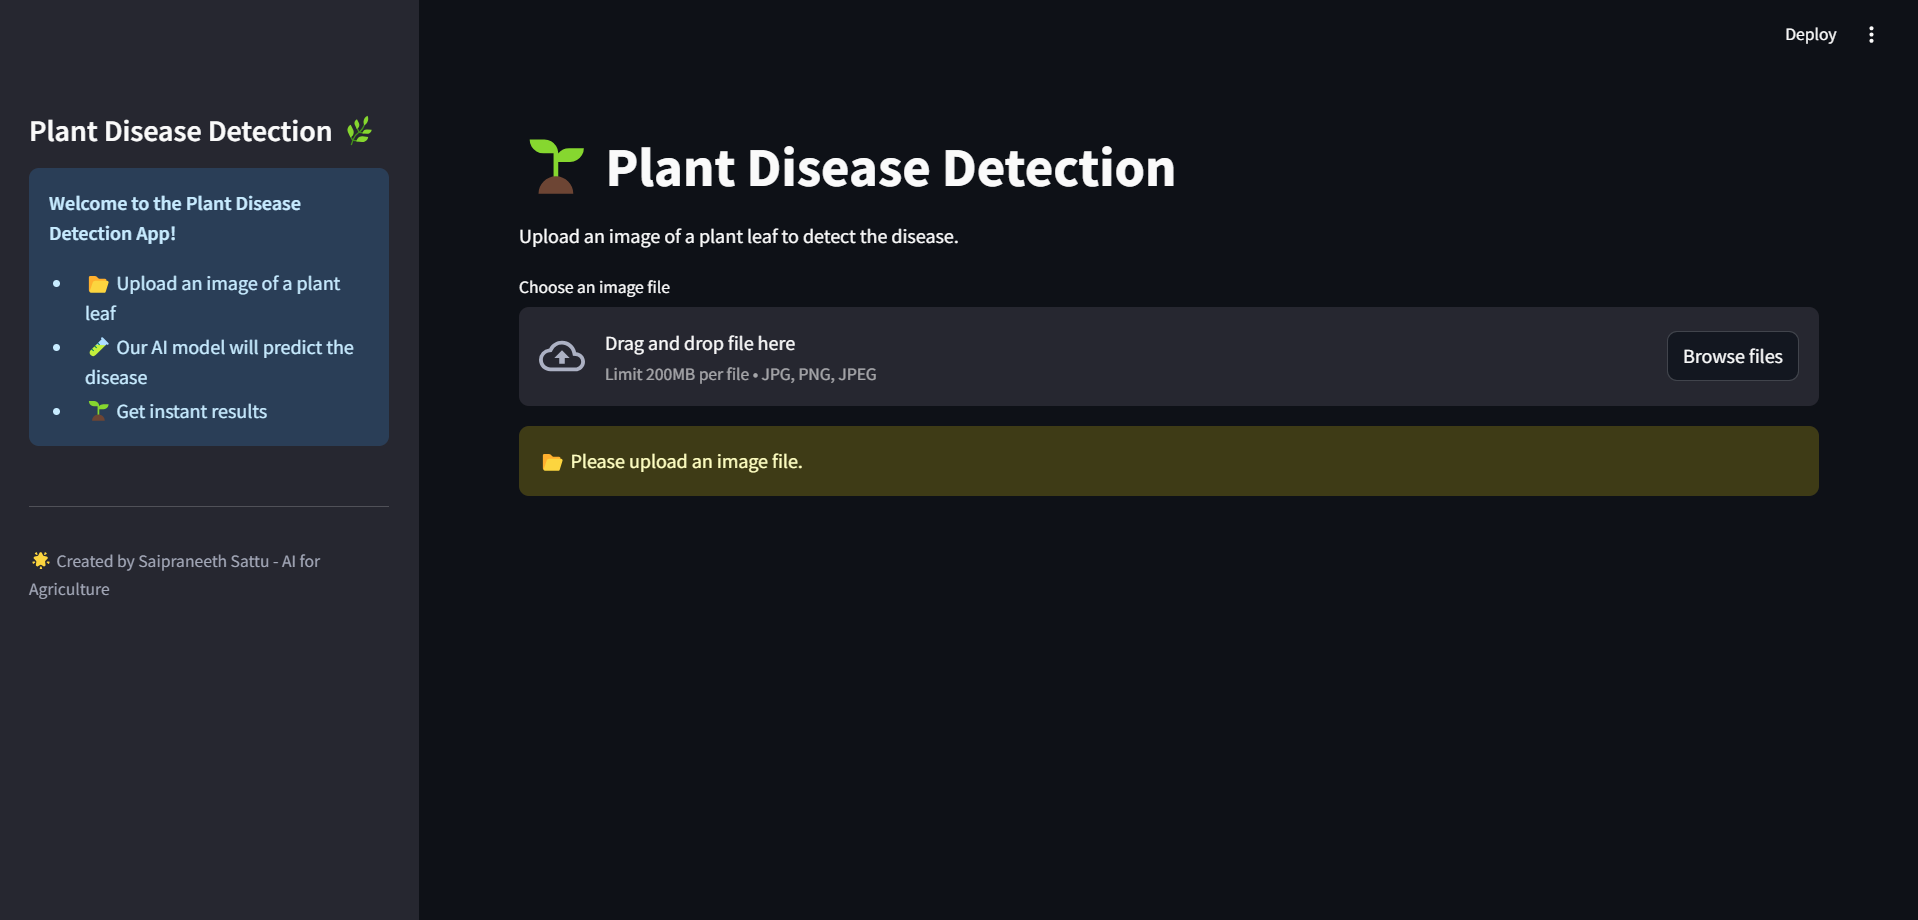 Deploy
Plant Disease Detection 🌿
Welcome to the Plant Disease
Detection App!
• 📂 Upload an image of a plant
leaf
• 🧪 Our AI model will predict the
disease
• 🌱 Get instant results
🌟 Created by Saipraneeth Sattu - AI for
Agriculture
🌱 Plant Disease Detection
Upload an image of a plant leaf to detect the disease.
Choose an image file
Drag and drop file here
Limit 200MB per file • JPG, PNG, JPEG
Browse files
📂 Please upload an image file.